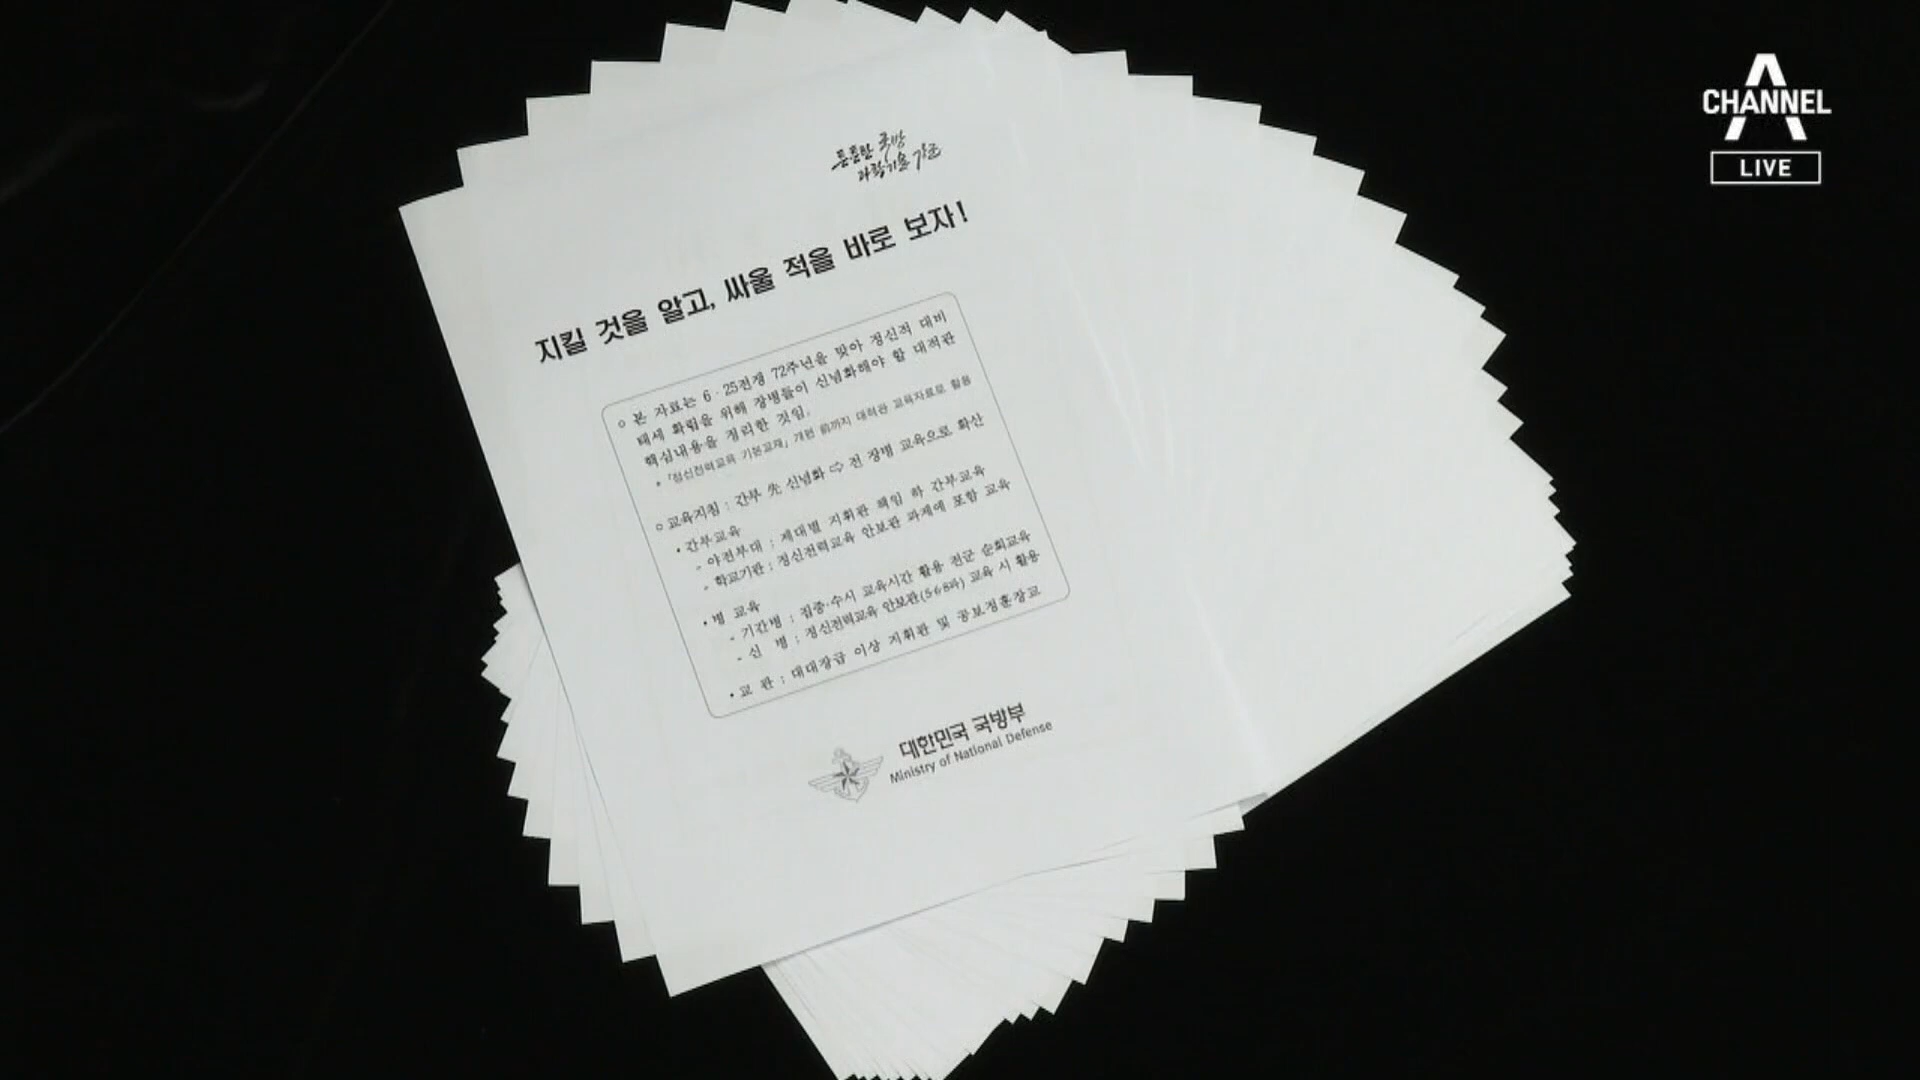 튼튼한 국방
과학기술 강군
지킬 것을 알고, 싸울 적을 바로 보자!
○ 본 자료는 6·25전쟁 72주년을 맞아 정신적 대비
태세 확립을 위해 장병들이 신념화해야 할 대적관
핵심내용을 정리한 것임.
* 「정신전력교육 기본교재」 개편 前까지 대적관 교육자료로 활용
○ 교육지침 : 간부 先 신념화 ⇨ 전 장병 교육으로 확산
• 간부교육
- 야전부대 : 제대별 지휘관 책임 하 간부교육
- 학교기관 : 정신전력교육 안보관 과제에 포함 교육
• 병 교육
- 기간병 : 집중·수시 교육시간 활용 전군 순회교육
- 신 병 : 정신전력교육 안보관(5·6·8과) 교육 시 활용
• 교 관 : 대대장급 이상 지휘관 및 공보정훈장교
대한민국 국방부
Ministry of National Defense
CHANNEL A
LIVE